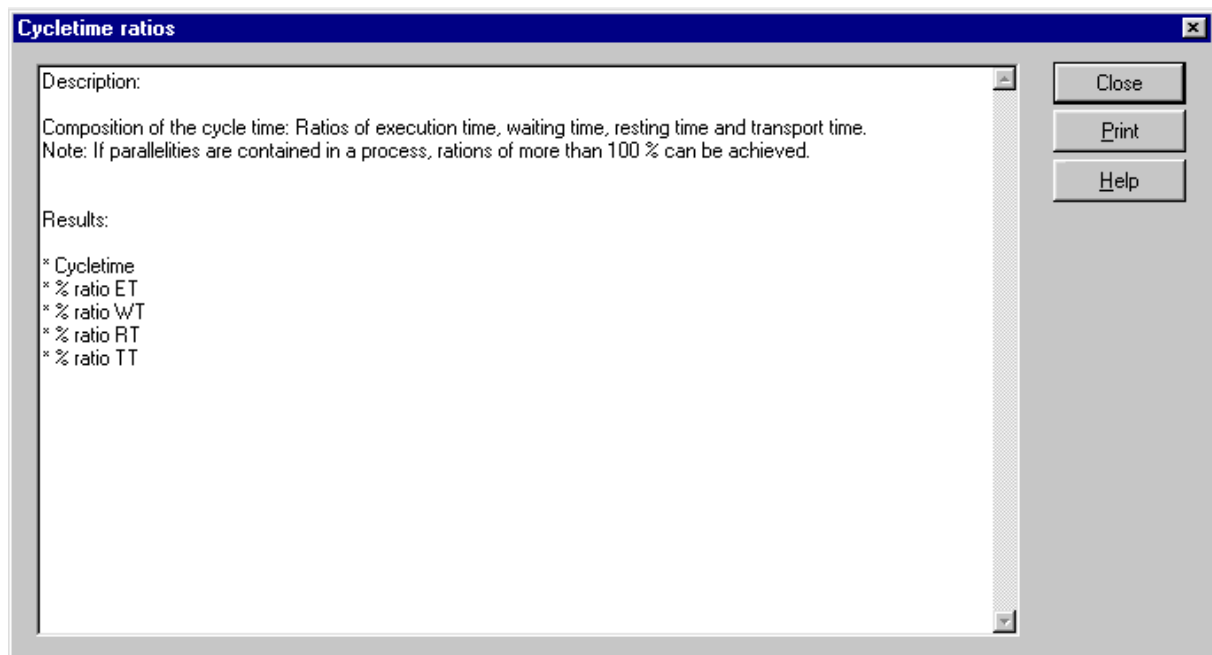 Cycletime ratios
Description:
Composition of the cycle time: Ratios of execution time, waiting time, resting time and transport time.
Note: If parallelities are contained in a process, rations of more than 100 % can be achieved.
Results:
* Cycletime
* % ratio ET
* % ratio WT
* % ratio RT
* % ratio TT
Close
Print
Help